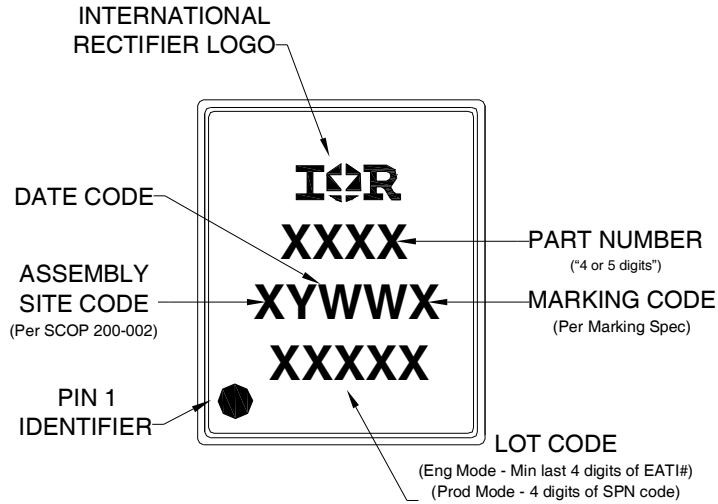 INTERNATIONAL
RECTIFIER LOGO
IOR
DATE CODE
XXXX
PART NUMBER
("4 or 5 digits")
ASSEMBLY
SITE CODE
(Per SCOP 200-002)
XYWWX
MARKING CODE
(Per Marking Spec)
XXXXX
PIN 1
IDENTIFIER
LOT CODE
(Eng Mode - Min last 4 digits of EATI#)
(Prod Mode - 4 digits of SPN code)